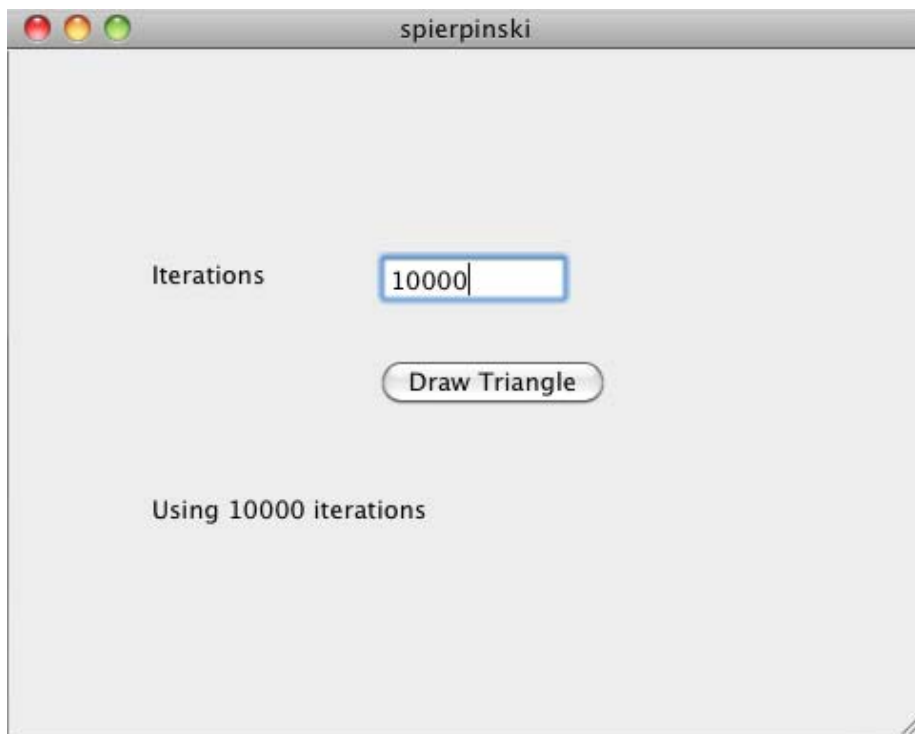 spierpinski
Iterations
10000
Draw Triangle
Using 10000 iterations